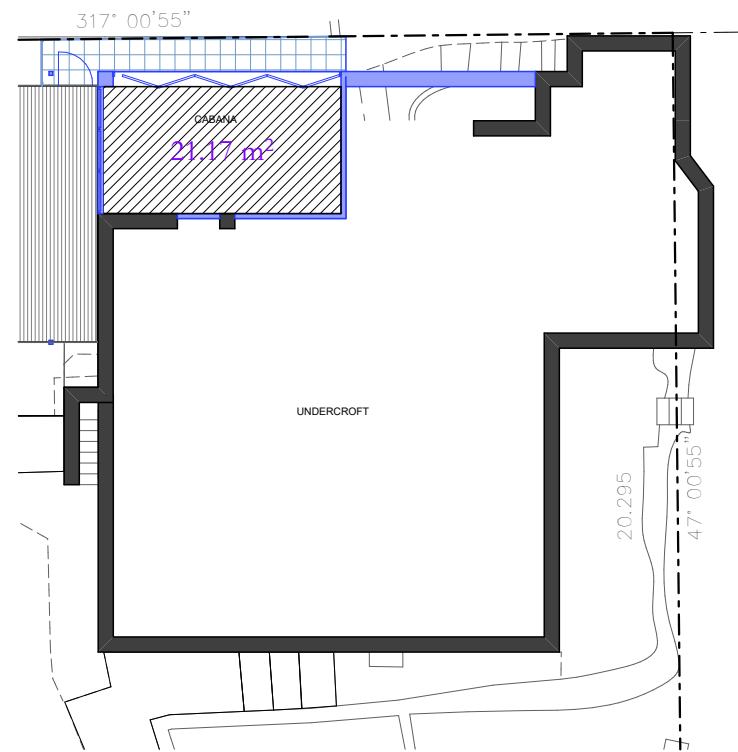 317° 00'55"
CABANA
21.17 m²
UNDERCROFT
20.295
47° 00'55"